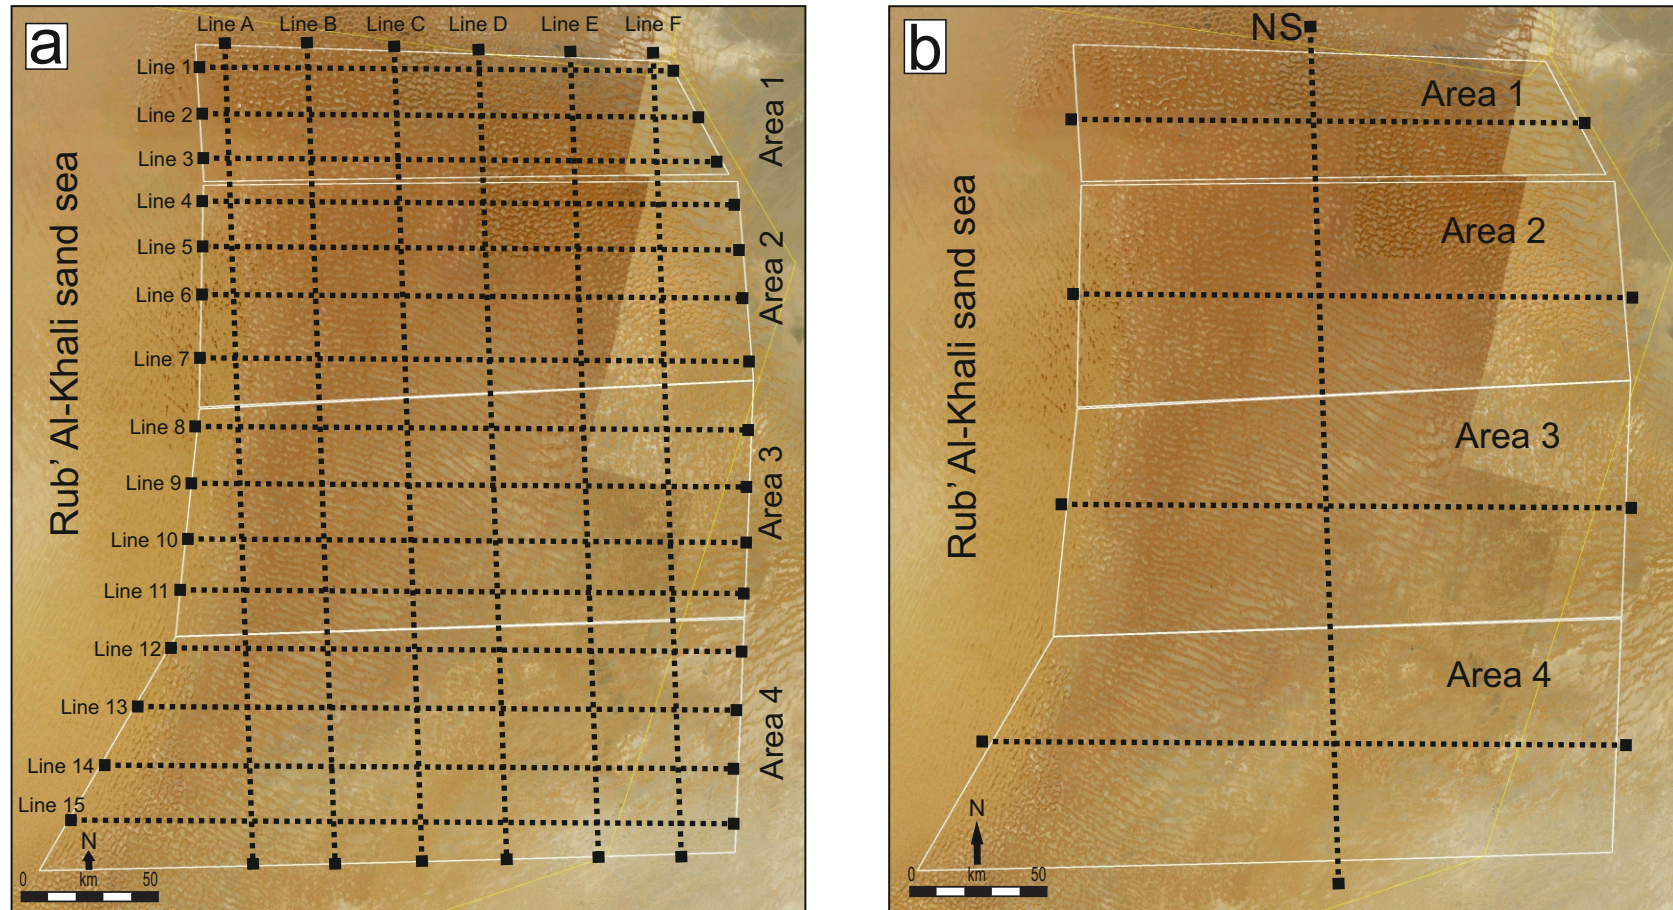 a
Line A
Line B
Line C
Line D
Line E
Line F
Line 1
Line 2
Line 3
Line 4
Line 5
Line 6
Line 7
Line 8
Line 9
Line 10
Line 11
Line 12
Line 13
Line 14
Line 15
Rub’ Al-Khali sand sea
Area 1
Area 2
Area 3
Area 4
N
0 km 50
b
NS
Area 1
Area 2
Area 3
Area 4
Rub’ Al-Khali sand sea
N
0 km 50